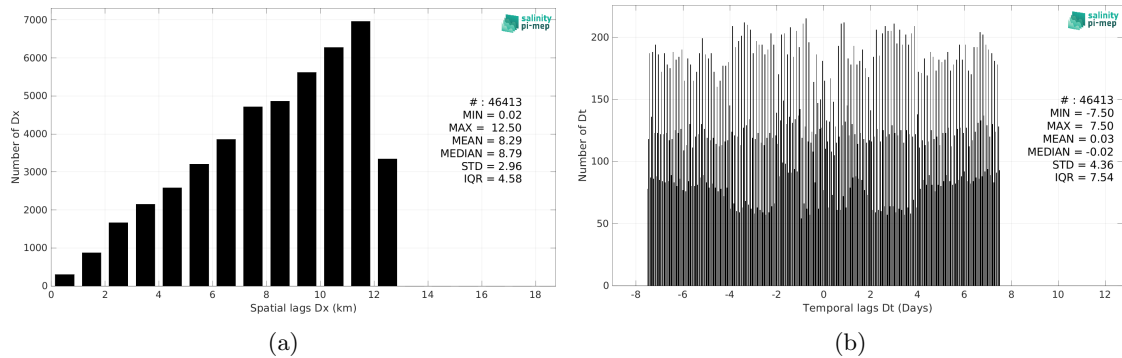 salinity
pi-mep
7000
6000
5000
4000
3000
2000
1000
0
Number of Dx
# : 46413
MIN = 0.02
MAX = 12.50
MEAN = 8.29
MEDIAN = 8.79
STD = 2.96
IQR = 4.58
0 2 4 6 8 10 12 14 16 18
Spatial lags Dx (km)
(a)
salinity
pi-mep
200
150
100
50
0
Number of Dt
# : 46413
MIN = -7.50
MAX = 7.50
MEAN = 0.03
MEDIAN = -0.02
STD = 4.36
IQR = 7.54
-8 -6 -4 -2 0 2 4 6 8 10 12
Temporal lags Dt (Days)
(b)